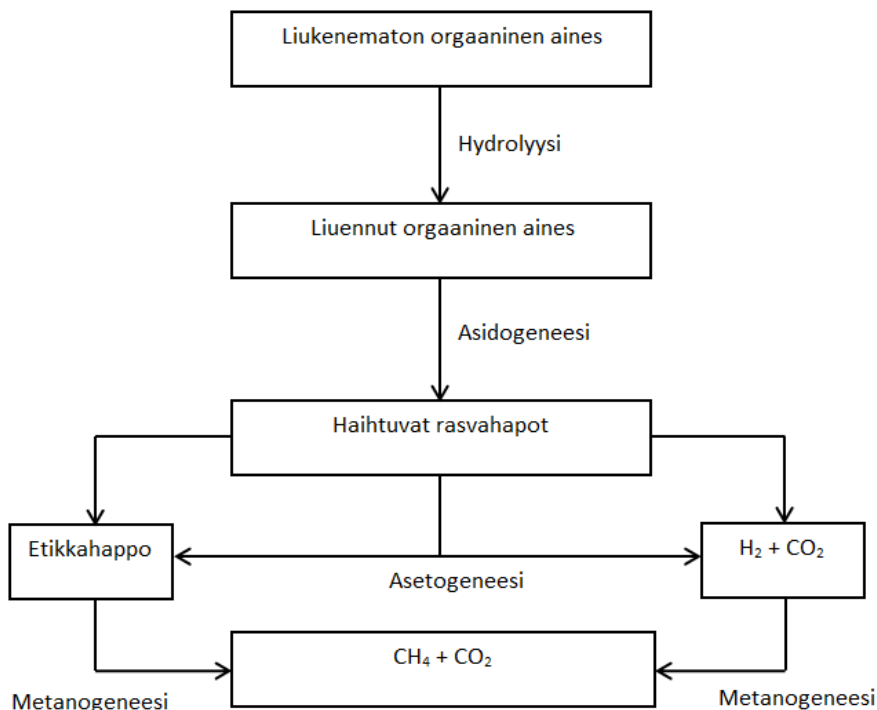 Liukenematon orgaaninen aines
Hydrolyysi
Liuennut orgaaninen aines
Asidogeneesi
Haihtuvat rasvahapot
Etikkahappo
H₂ + CO₂
Asetogeneesi
CH₄ + CO₂
Metanogeneesi
Metanogeneesi